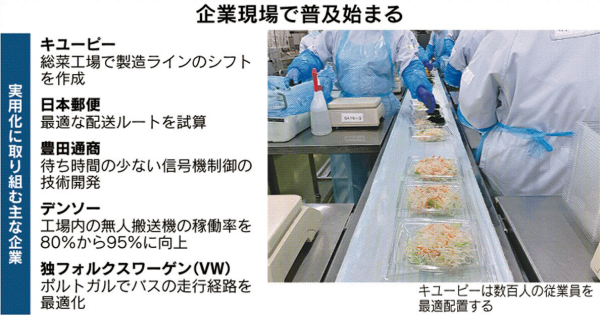 企業現場で普及始まる
実用化に取り組む主な企業
キユーピー
総菜工場で製造ラインのシフト
を作成
日本郵便
最適な配送ルートを試算
豊田通商
待ち時間の少ない信号機制御の
技術開発
デンソー
工場内の無人搬送機の稼働率を
80%から95%に向上
独フォルクスワーゲン(VW)
ポルトガルでバスの走行経路を
最適化
キユーピーは数百人の従業員を
最適配置する